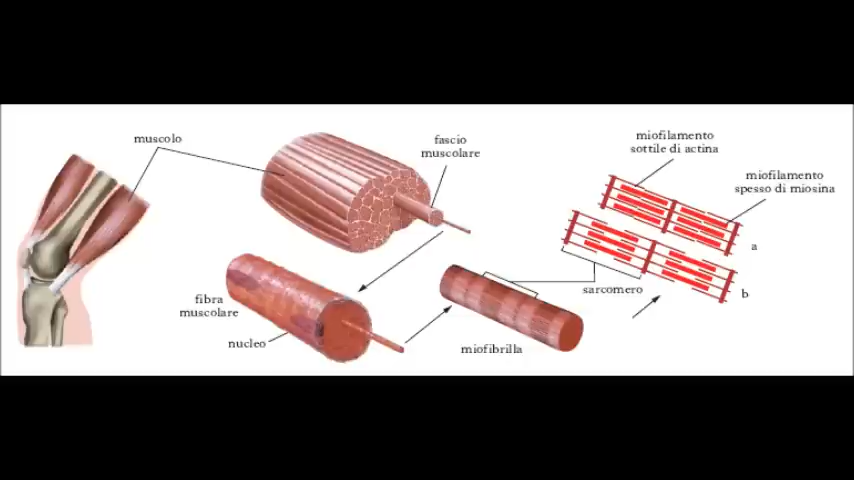 muscolo
fascio
muscolare
miofilamento
sottile di actina
miofilamento
spesso di miosina
a
sarcomero
b
fibra
muscolare
nucleo
miofibrilla